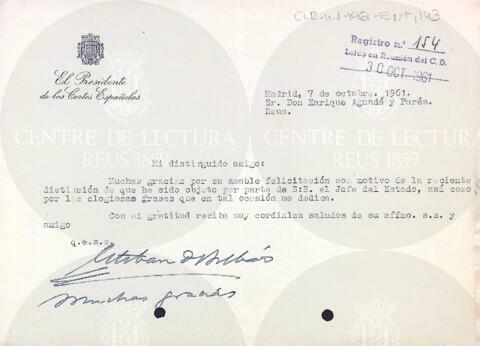 CLR-4.1-1961-Ent, 143
Registro n.º 154
Leído en Reunión del C.D.
30 OCT 1961
El Presidente
de las Cortes Españolas
Madrid, 7 de octubre. 1961.
Sr. Don Enrique Aguadé y Parés.
Reus.
CENTRE DE LECTURA
REUS 1859
CENTRE DE LECTURA
REUS 1859
Mi distinguido amigo:
Muchas gracias por su amable felicitación con motivo de la reciente
distinción de que he sido objeto por parte de S.E. el Jefe del Estado, así como
por las elogiosas frases que en tal ocasión me dedica.
Con mi gratitud reciba muy cordiales saludos de su affmo. s.s. y
amigo
q.e.s.m.
Esteban de Bilbao
Muchas gracias